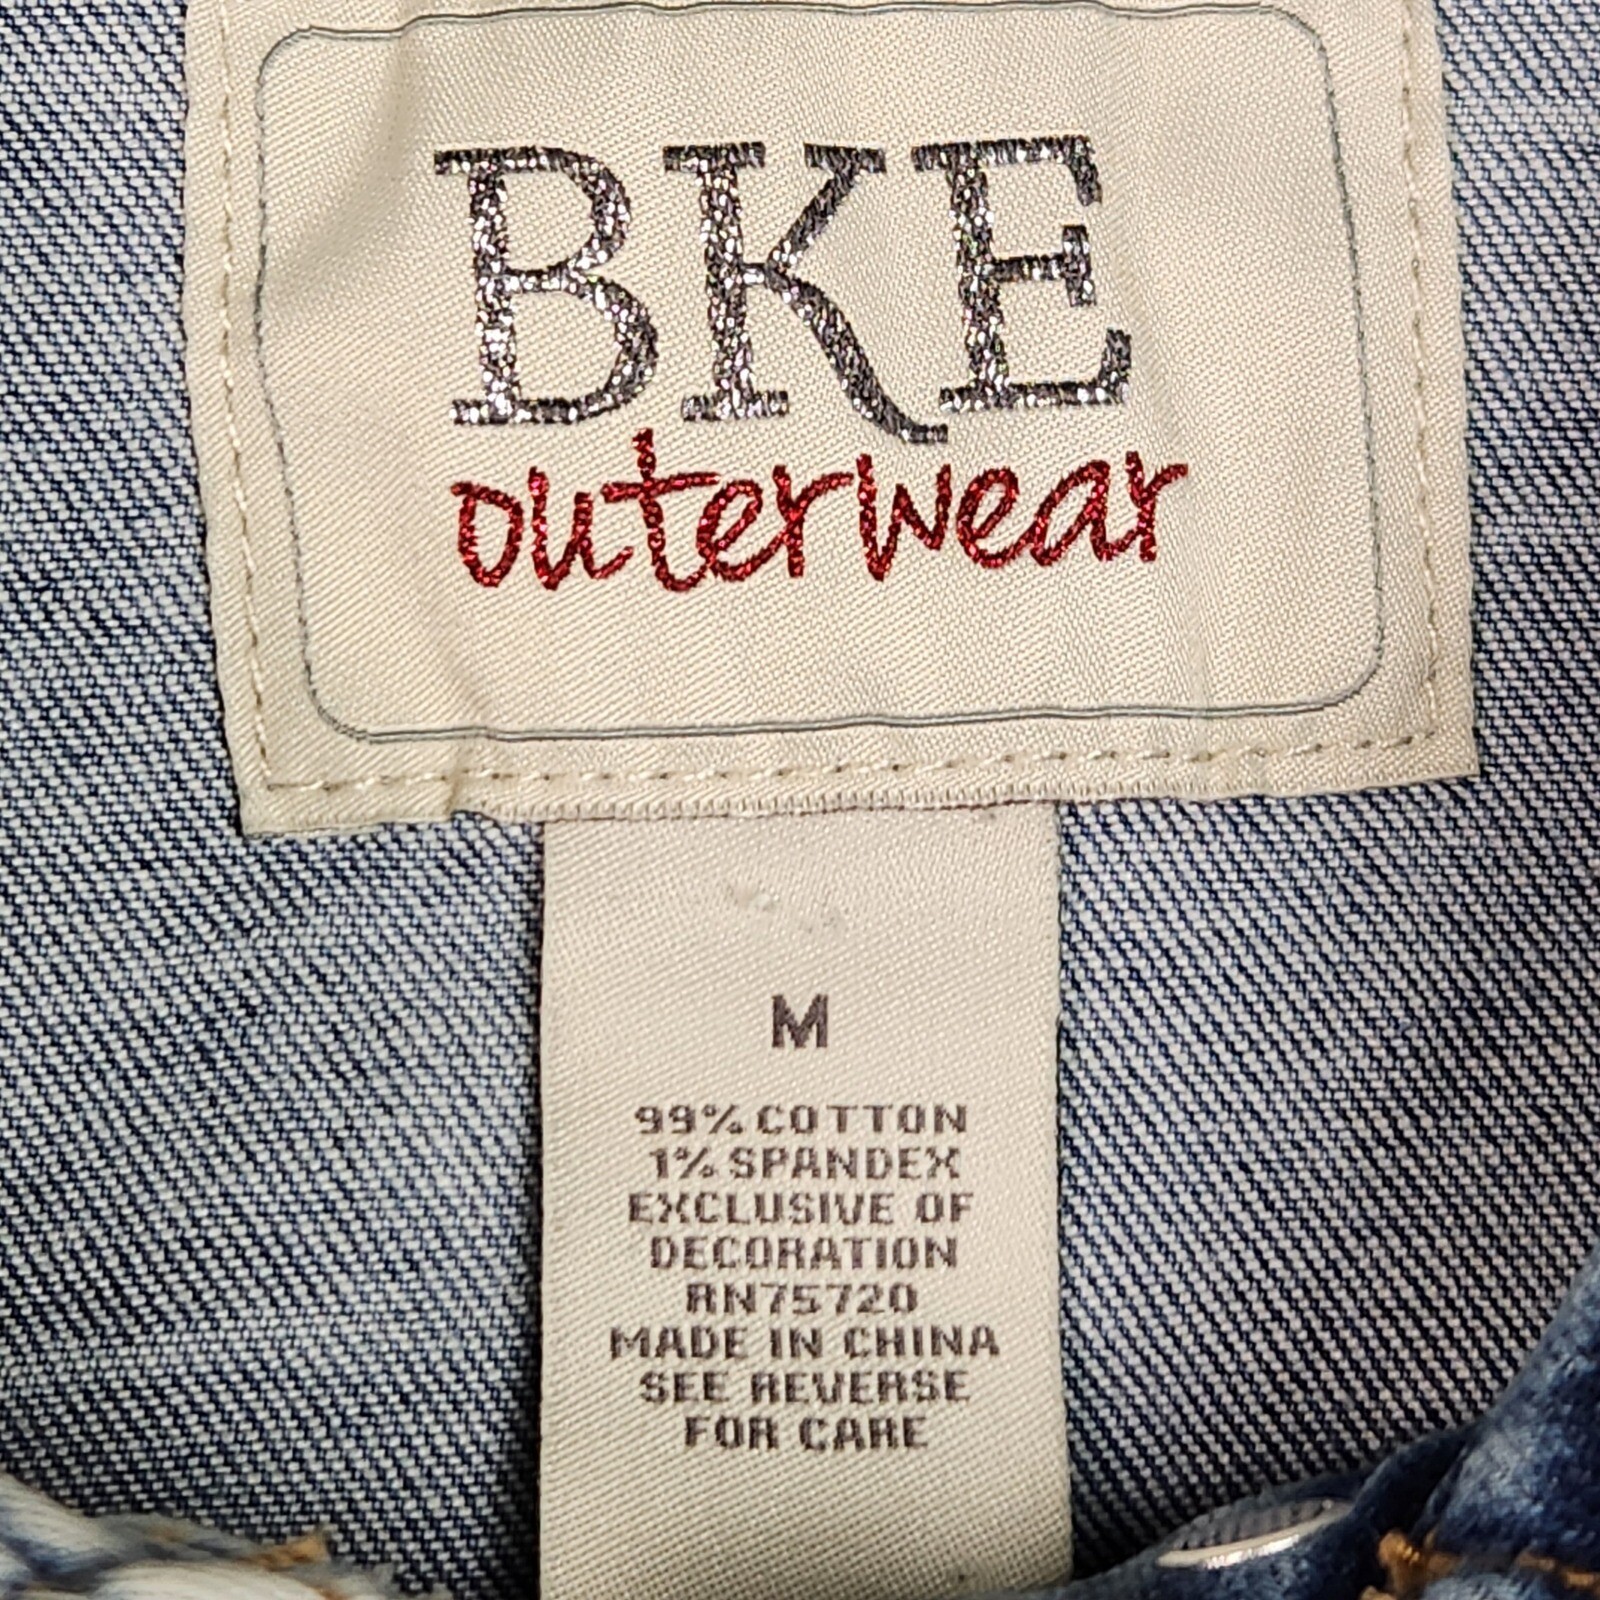 BKE
outerwear
M
99% COTTON
1% SPANDEX
EXCLUSIVE OF
DECORATION
RN75720
MADE IN CHINA
SEE REVERSE
FOR CARE